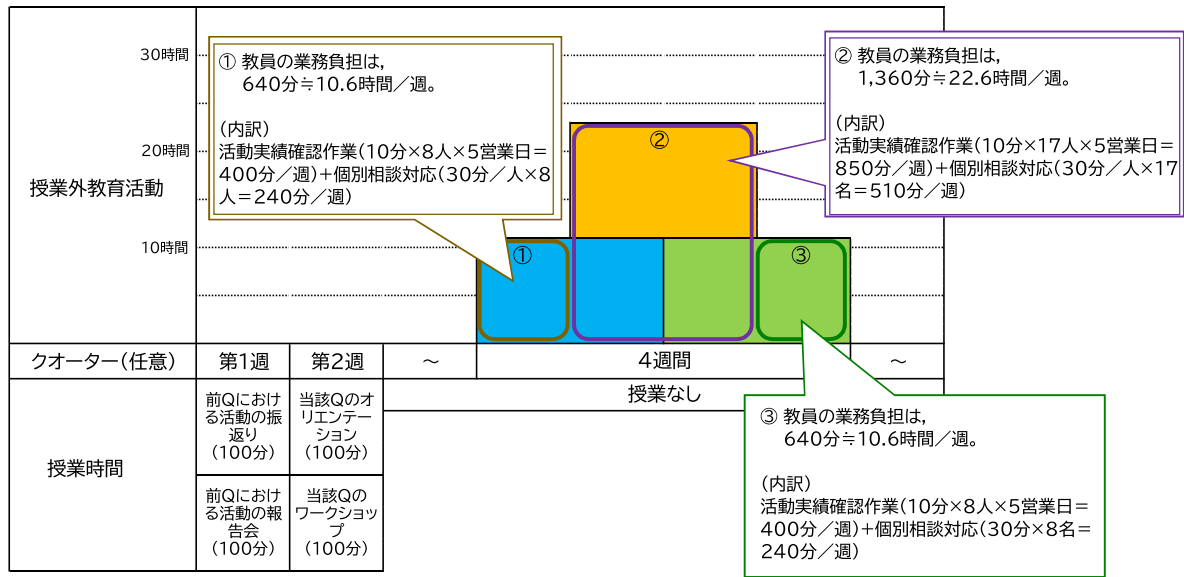 30時間
20時間
10時間
授業外教育活動
① 教員の業務負担は，
640分≒10.6時間／週。
（内訳）
活動実績確認作業（10分×8人×5営業日＝
400分／週）＋個別相談対応（30分／人×8
人＝240分／週）
② 教員の業務負担は，
1,360分≒22.6時間／週。
（内訳）
活動実績確認作業（10分×17人×5営業日＝
850分／週）＋個別相談対応（30分／人×17
名＝510分／週）
②
①
③
クオーター（任意）
第1週
第2週
～
4週間
～
授業時間
前Qにおけ
る活動の振
返り
（100分）
当該Qのオ
リエンテー
ション
（100分）
授業なし
前Qにおけ
る活動の報
告会
（100分）
当該Qの
ワークショッ
プ
（100分）
③ 教員の業務負担は，
640分≒10.6時間／週。
（内訳）
活動実績確認作業（10分×8人×5営業日＝
400分／週）＋個別相談対応（30分×8名＝
240分／週）